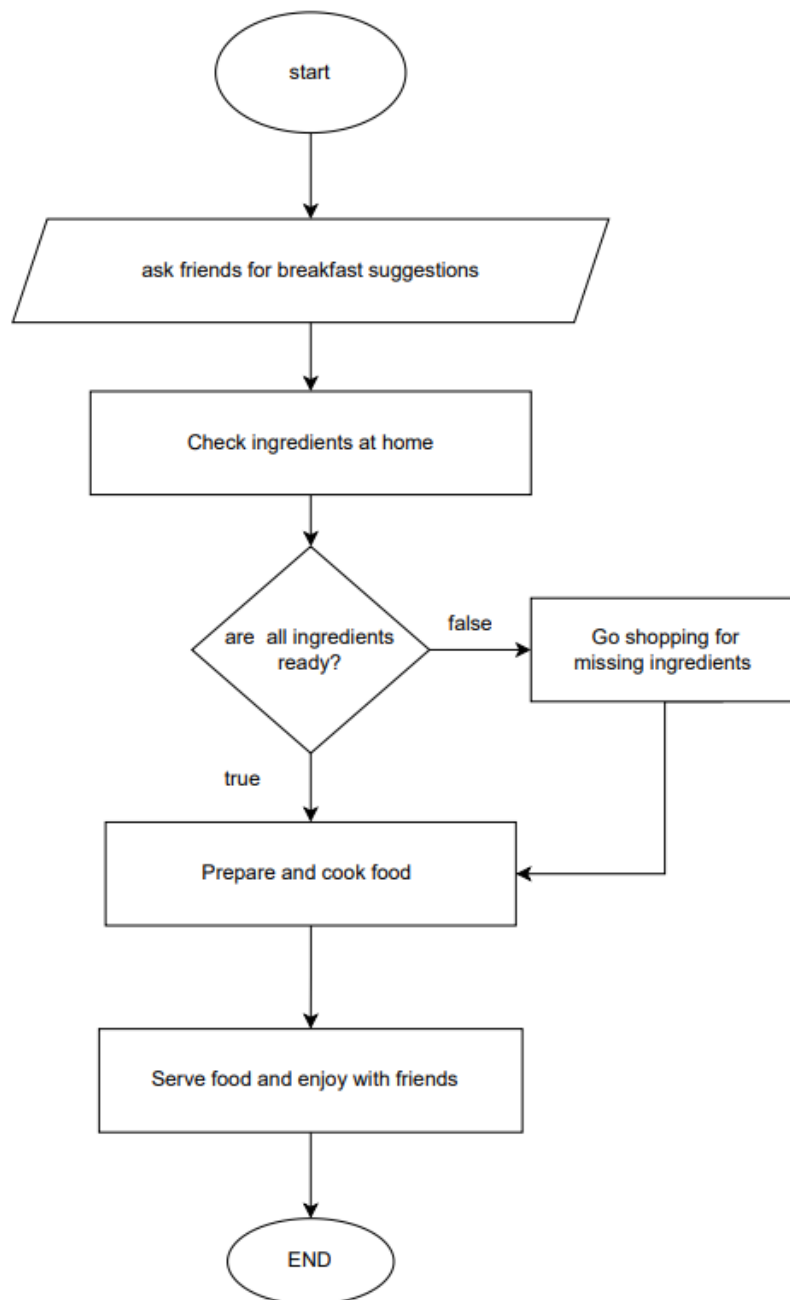 start
ask friends for breakfast suggestions
Check ingredients at home
are all ingredients
ready?
false
Go shopping for
missing ingredients
true
Prepare and cook food
Serve food and enjoy with friends
END